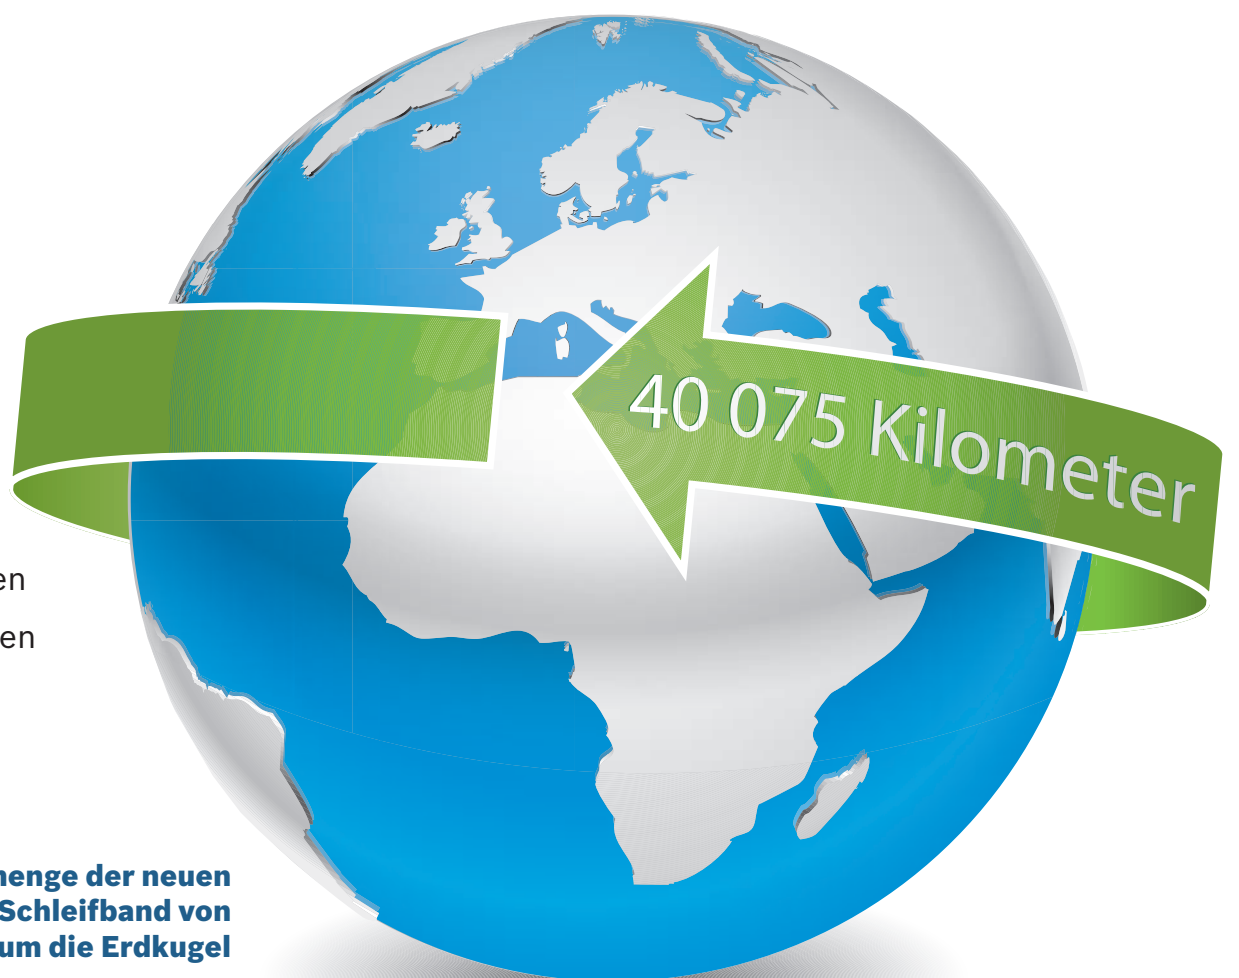 40 075 Kilometer
en
en
menge der neuen
Schleifband von
um die Erdkugel